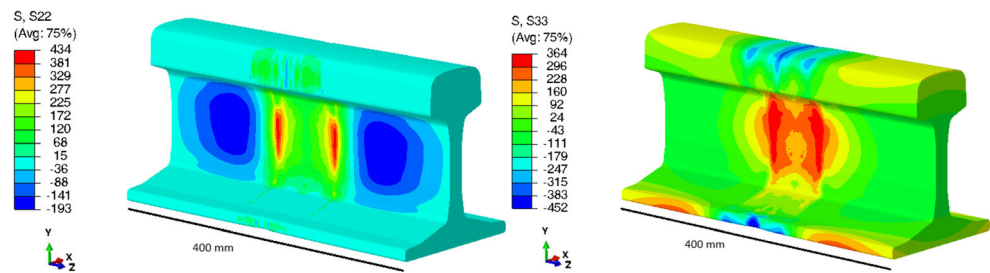 S, S22
(Avg: 75%)
434
381
329
277
225
172
120
68
15
-36
-88
-141
-193
Y
X
Z
400 mm
S, S33
(Avg: 75%)
364
296
228
160
92
24
-43
-111
-179
-247
-315
-383
-452
Y
X
Z
400 mm